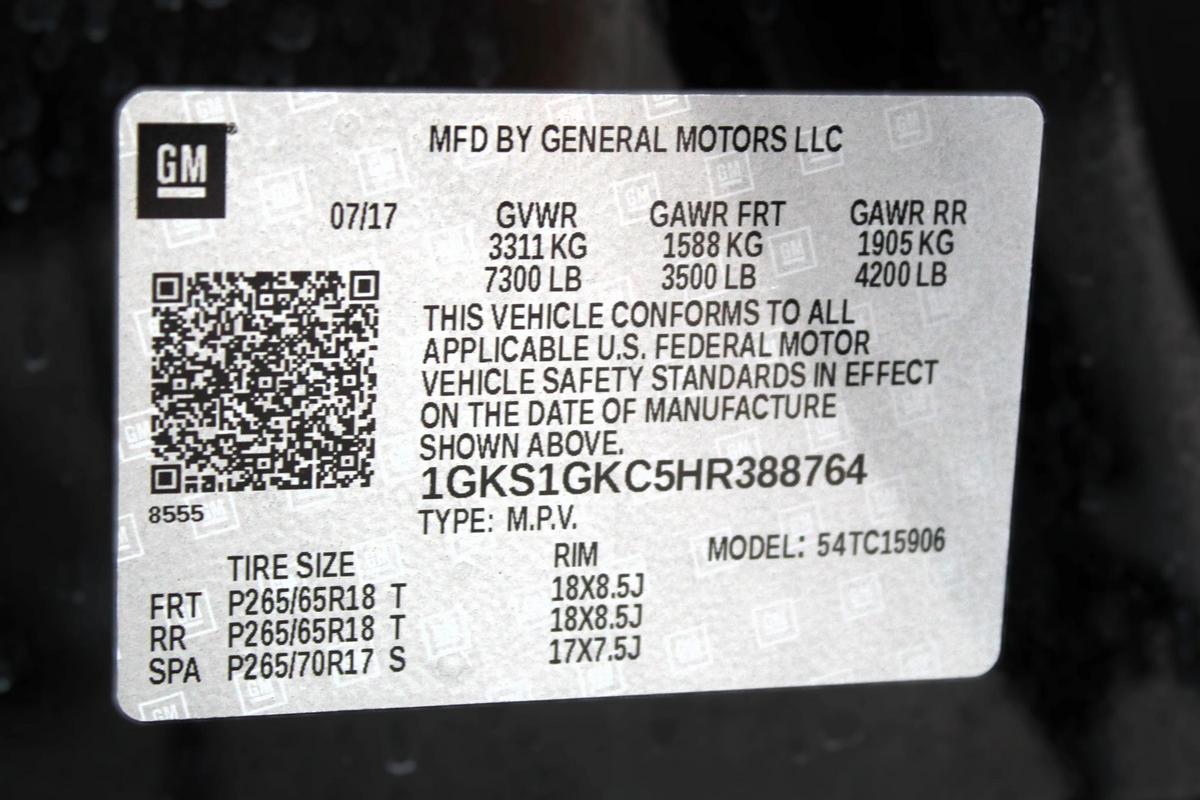 GM
MFD BY GENERAL MOTORS LLC
07/17 GVWR GAWR FRT GAWR RR
3311 KG 1588 KG 1905 KG
7300 LB 3500 LB 4200 LB
THIS VEHICLE CONFORMS TO ALL
APPLICABLE U.S. FEDERAL MOTOR
VEHICLE SAFETY STANDARDS IN EFFECT
ON THE DATE OF MANUFACTURE
SHOWN ABOVE.
1GKS1GKC5HR388764
8555
TYPE: M.P.V.
MODEL: 54TC15906
TIRE SIZE RIM
FRT P265/65R18 T 18X8.5J
RR P265/65R18 T 18X8.5J
SPA P265/70R17 S 17X7.5J